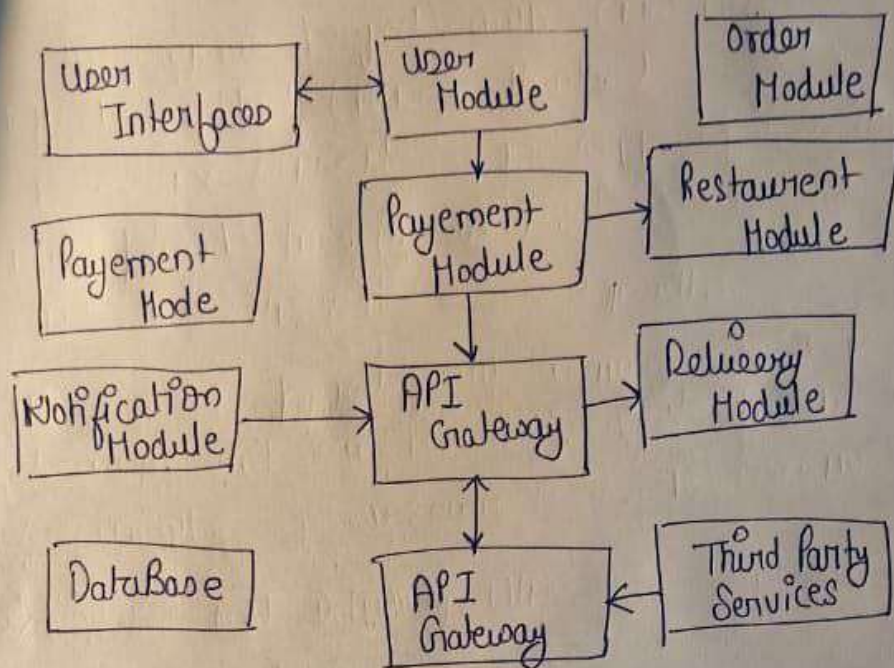 User
Interfaces
User
Module
Order
Module
Payement
Module
Restaurent
Module
Payement
Mode
Notification
Module
API
Gateway
Delivery
Module
DataBase
API
Gateway
Third Party
Services